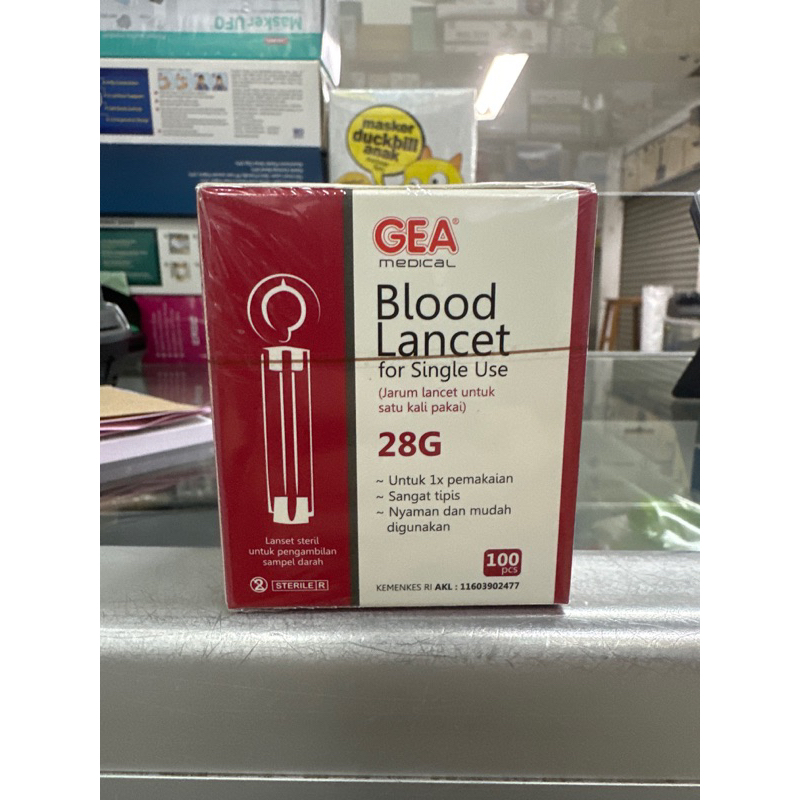 Masker UFO
masker
duckbill
anak
GEA®
medical
Blood
Lancet
for Single Use
(Jarum lancet untuk
satu kali pakai)
28G
~ Untuk 1x pemakaian
~ Sangat tipis
~ Nyaman dan mudah
digunakan
Lanset steril
untuk pengambilan
sampel darah
2 STERILE R
100
pcs
KEMENKES RI AKL : 11603902477